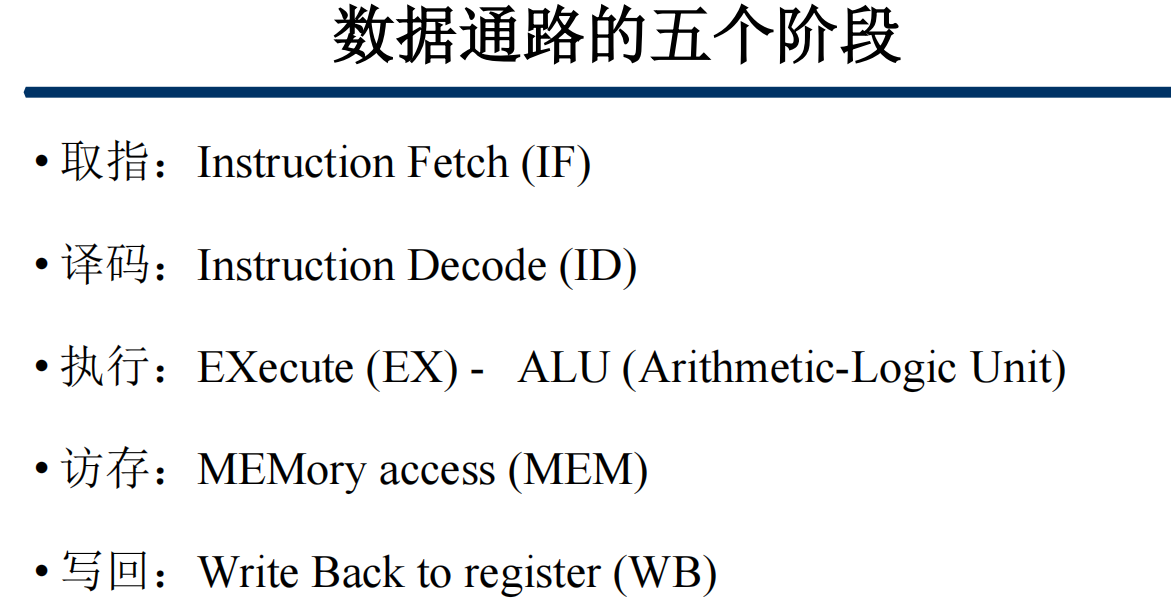 数据通路的五个阶段
• 取指：Instruction Fetch (IF)
• 译码：Instruction Decode (ID)
• 执行：EXecute (EX) - ALU (Arithmetic-Logic Unit)
• 访存：MEMory access (MEM)
• 写回：Write Back to register (WB)